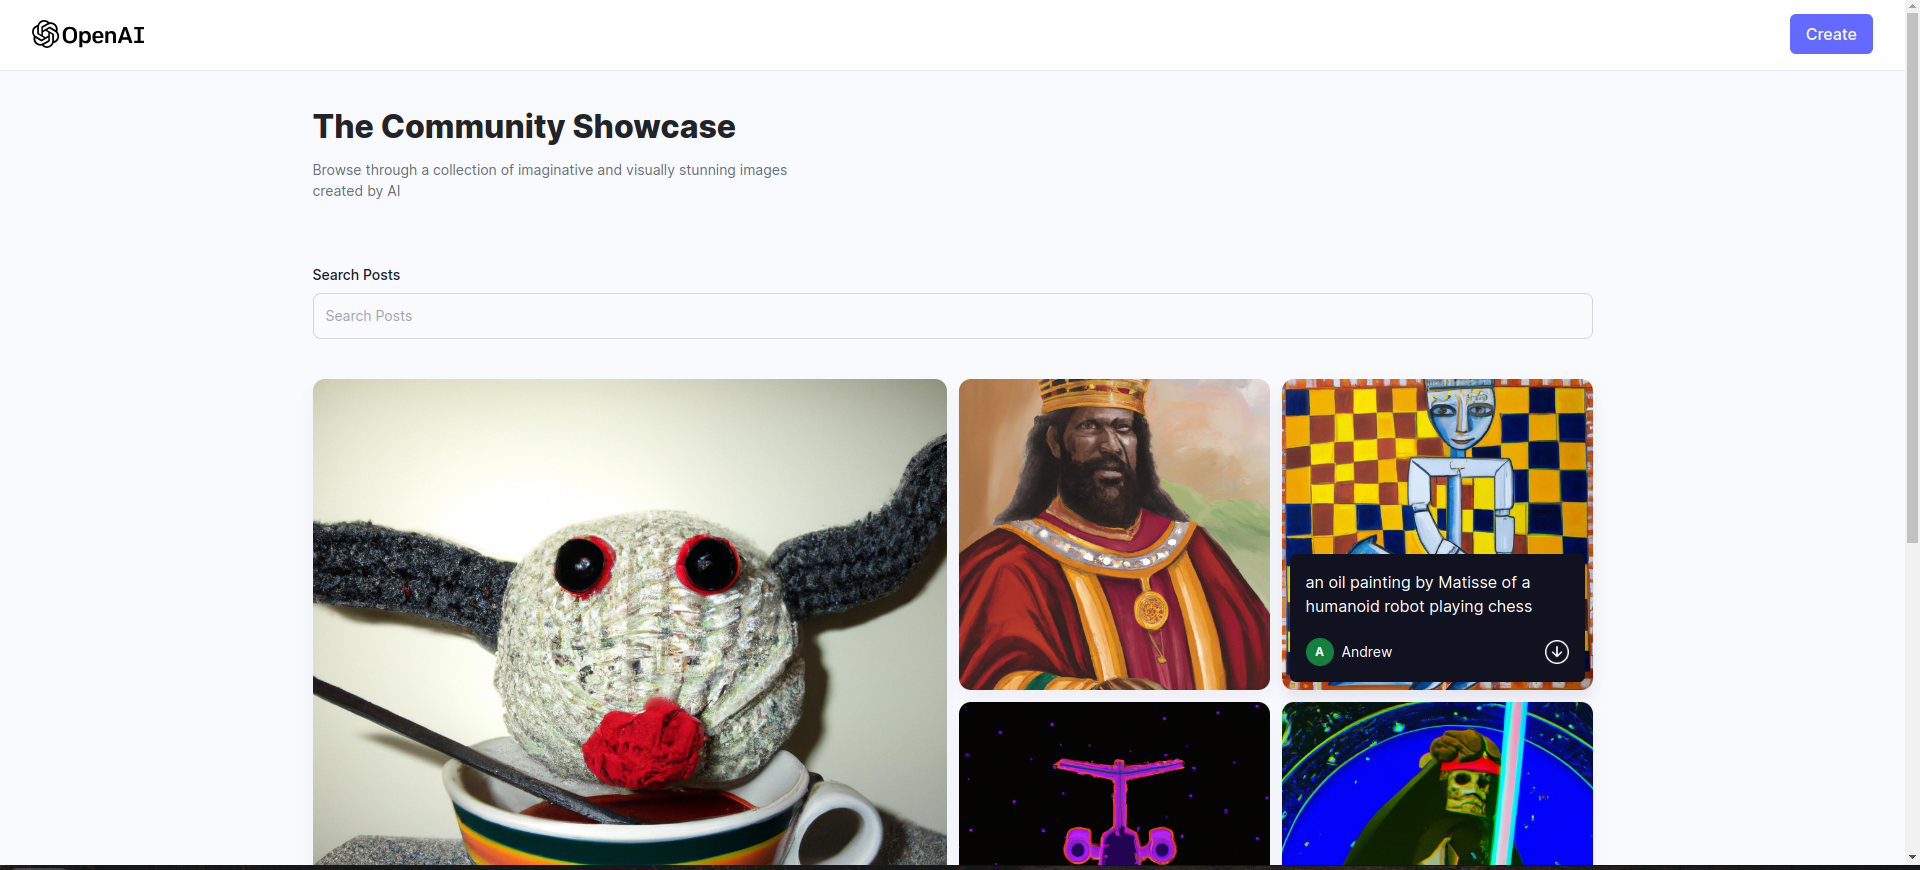 OpenAI
Create
The Community Showcase
Browse through a collection of imaginative and visually stunning images
created by AI
Search Posts
Search Posts
an oil painting by Matisse of a
humanoid robot playing chess
A Andrew